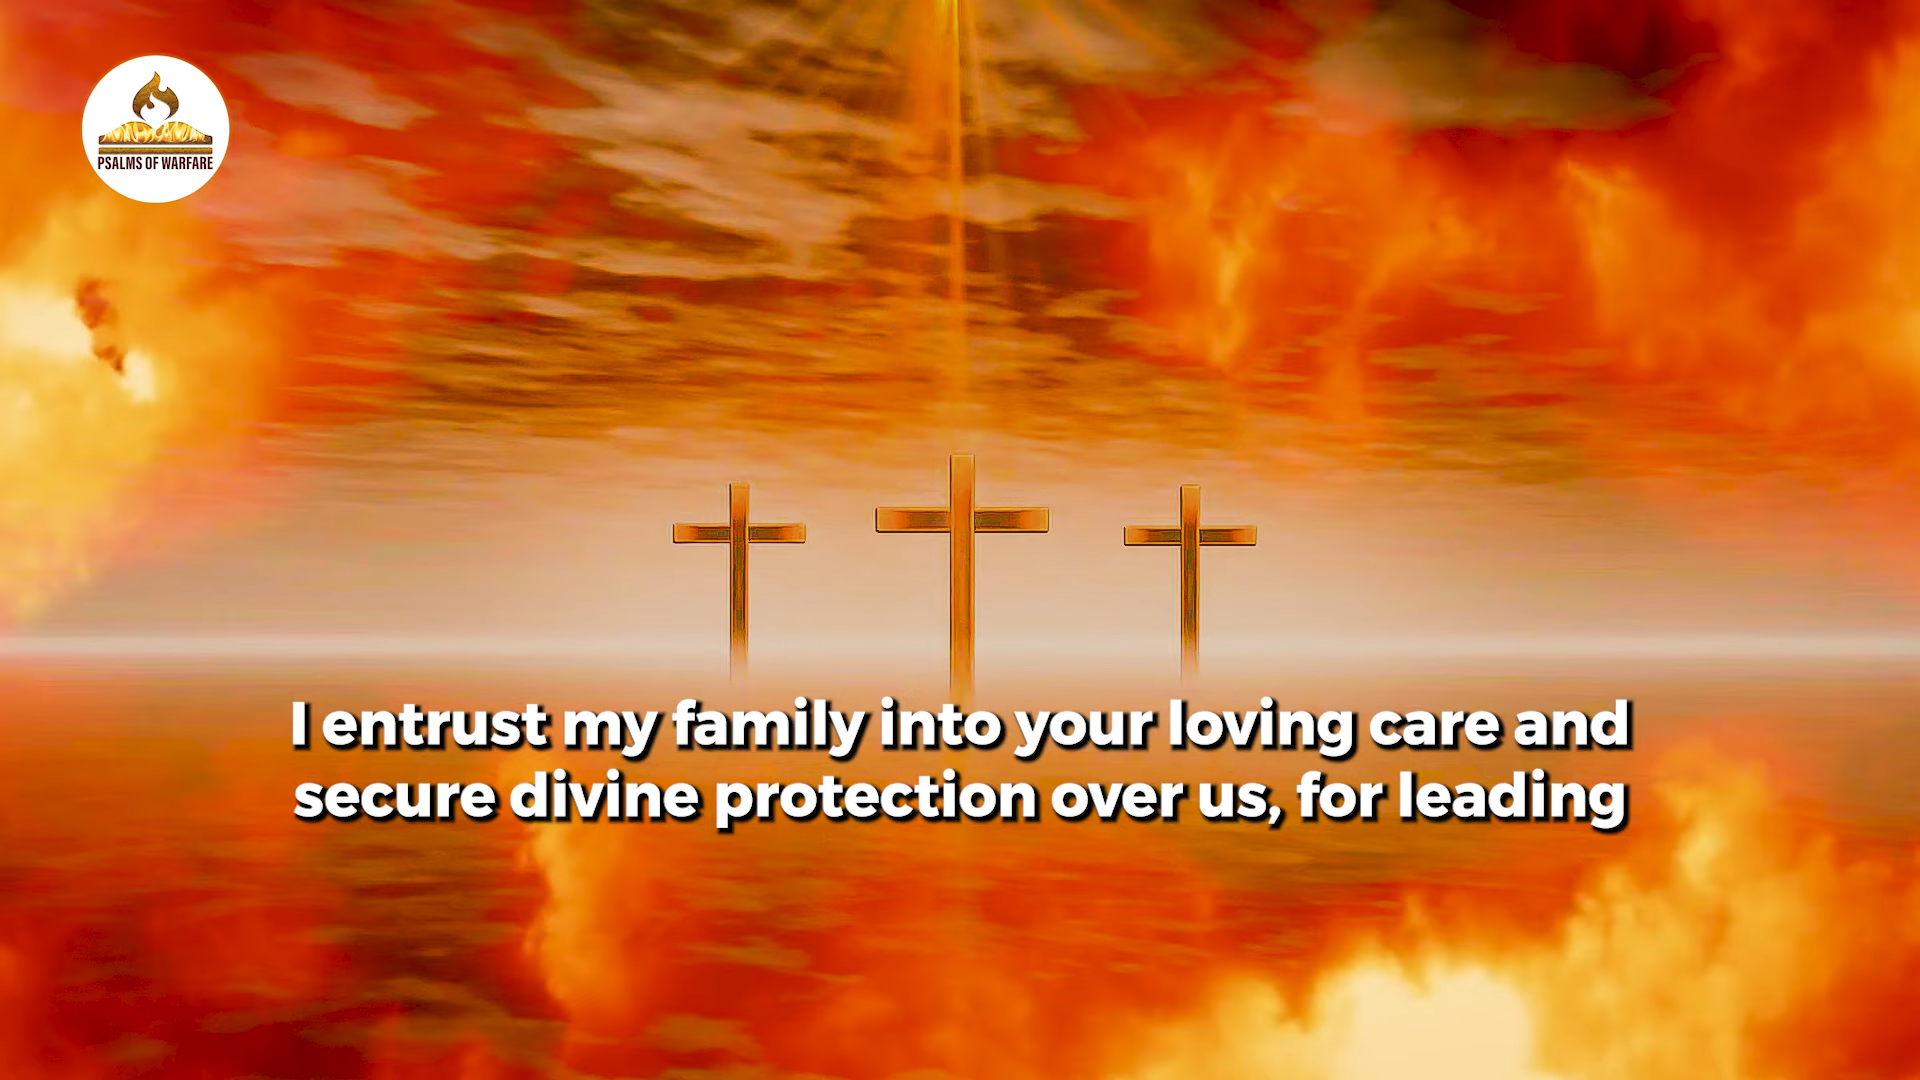 PSALMS OF WARFARE
I entrust my family into your loving care and
secure divine protection over us, for leading